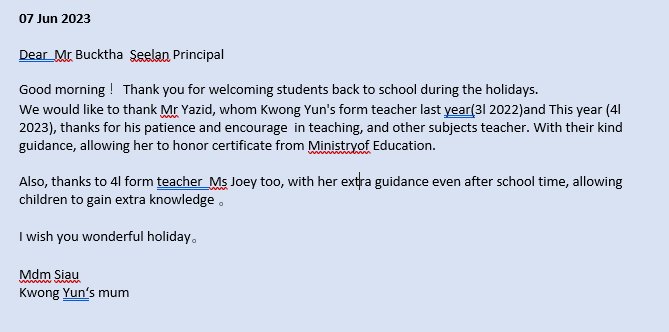 07 Jun 2023
Dear  Mr Bucktha  Seelan Principal
Good morning！ Thank you for welcoming students back to school during the holidays.
We would like to thank Mr Yazid, whom Kwong Yun's form teacher last year(3l 2022)and This year (4l
2023), thanks for his patience and encourage  in teaching, and other subjects teacher. With their kind
guidance, allowing her to honor certificate from Ministryof Education.
Also, thanks to 4l form teacher  Ms Joey too, with her extra guidance even after school time, allowing
children to gain extra knowledge 。
I wish you wonderful holiday。
Mdm Siau
Kwong Yun‘s mum